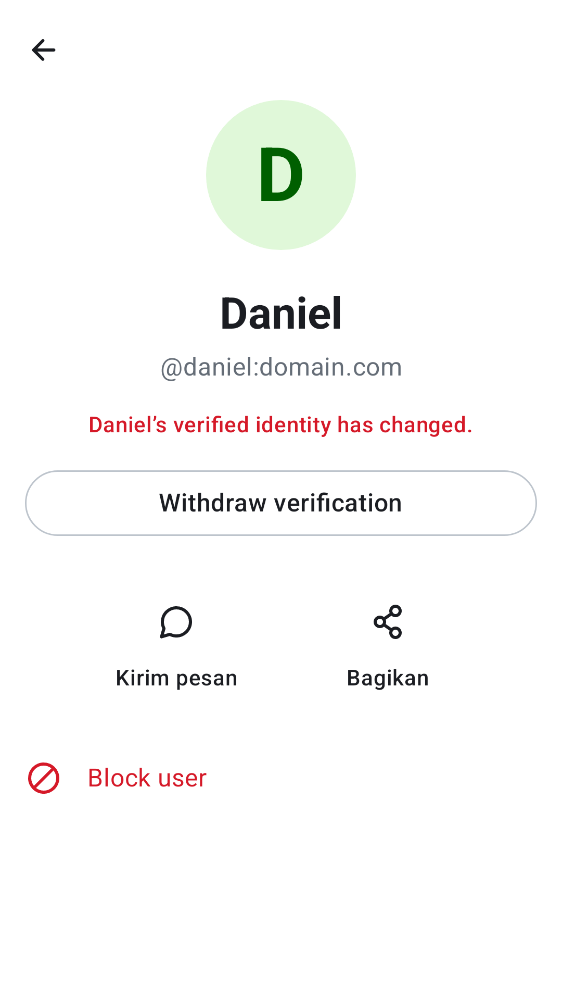 D
Daniel
@daniel:domain.com
Daniel’s verified identity has changed.
Withdraw verification
Kirim pesan
Bagikan
Block user